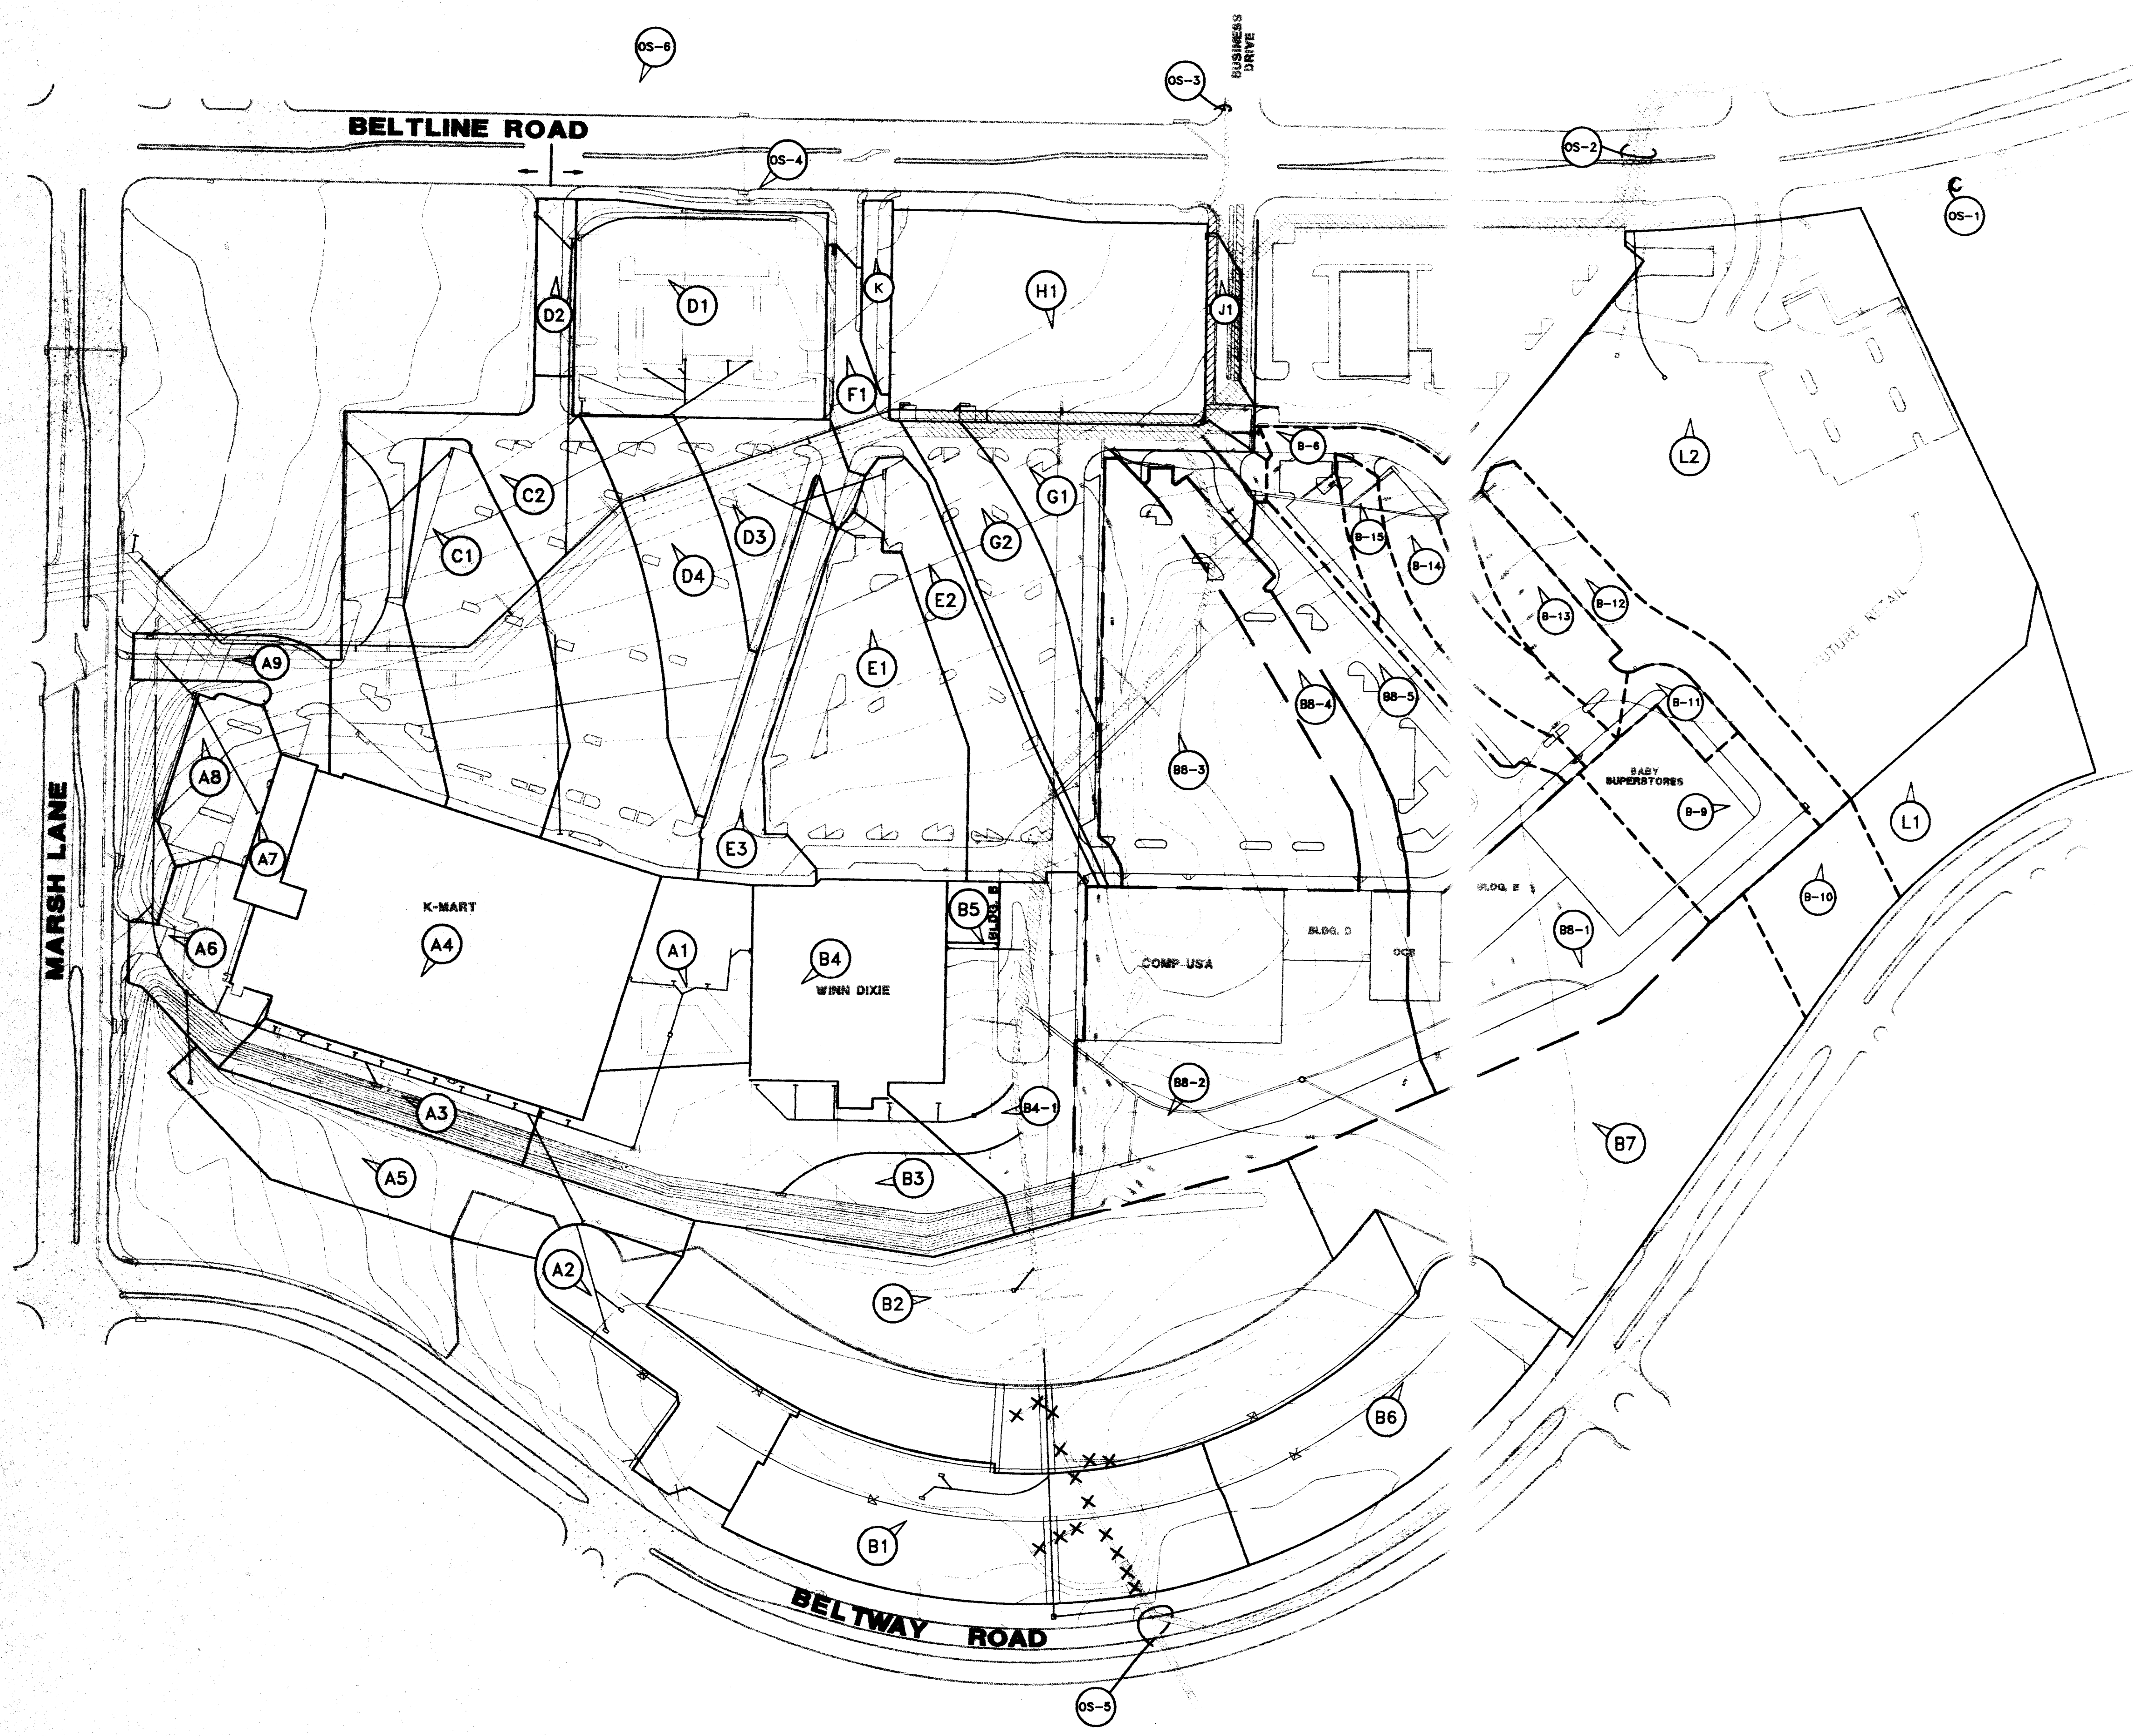 OS-6
BUSINESS
DRIVE
OS-3
BELTLINE ROAD
OS-4
OS-2
OS-1
D2
D1
K
H1
J1
F1
B-6
L2
C2
G1
D3
G2
B-15
C1
D4
B-14
E2
B-13
B-12
A9
E1
B8-4
B8-5
B-11
A8
B8-3
BABY
SUPERSTORES
B-9
MARSH LANE
A7
E3
L1
K-MART
A4
A6
A1
B5
BLDG. B
B4
WINN DIXIE
COMP USA
BLDG. D
OCB
BLDG. E
B8-1
B-10
A3
B4-1
B8-2
B7
A5
B3
A2
B2
B6
B1
BELTWAY ROAD
OS-5